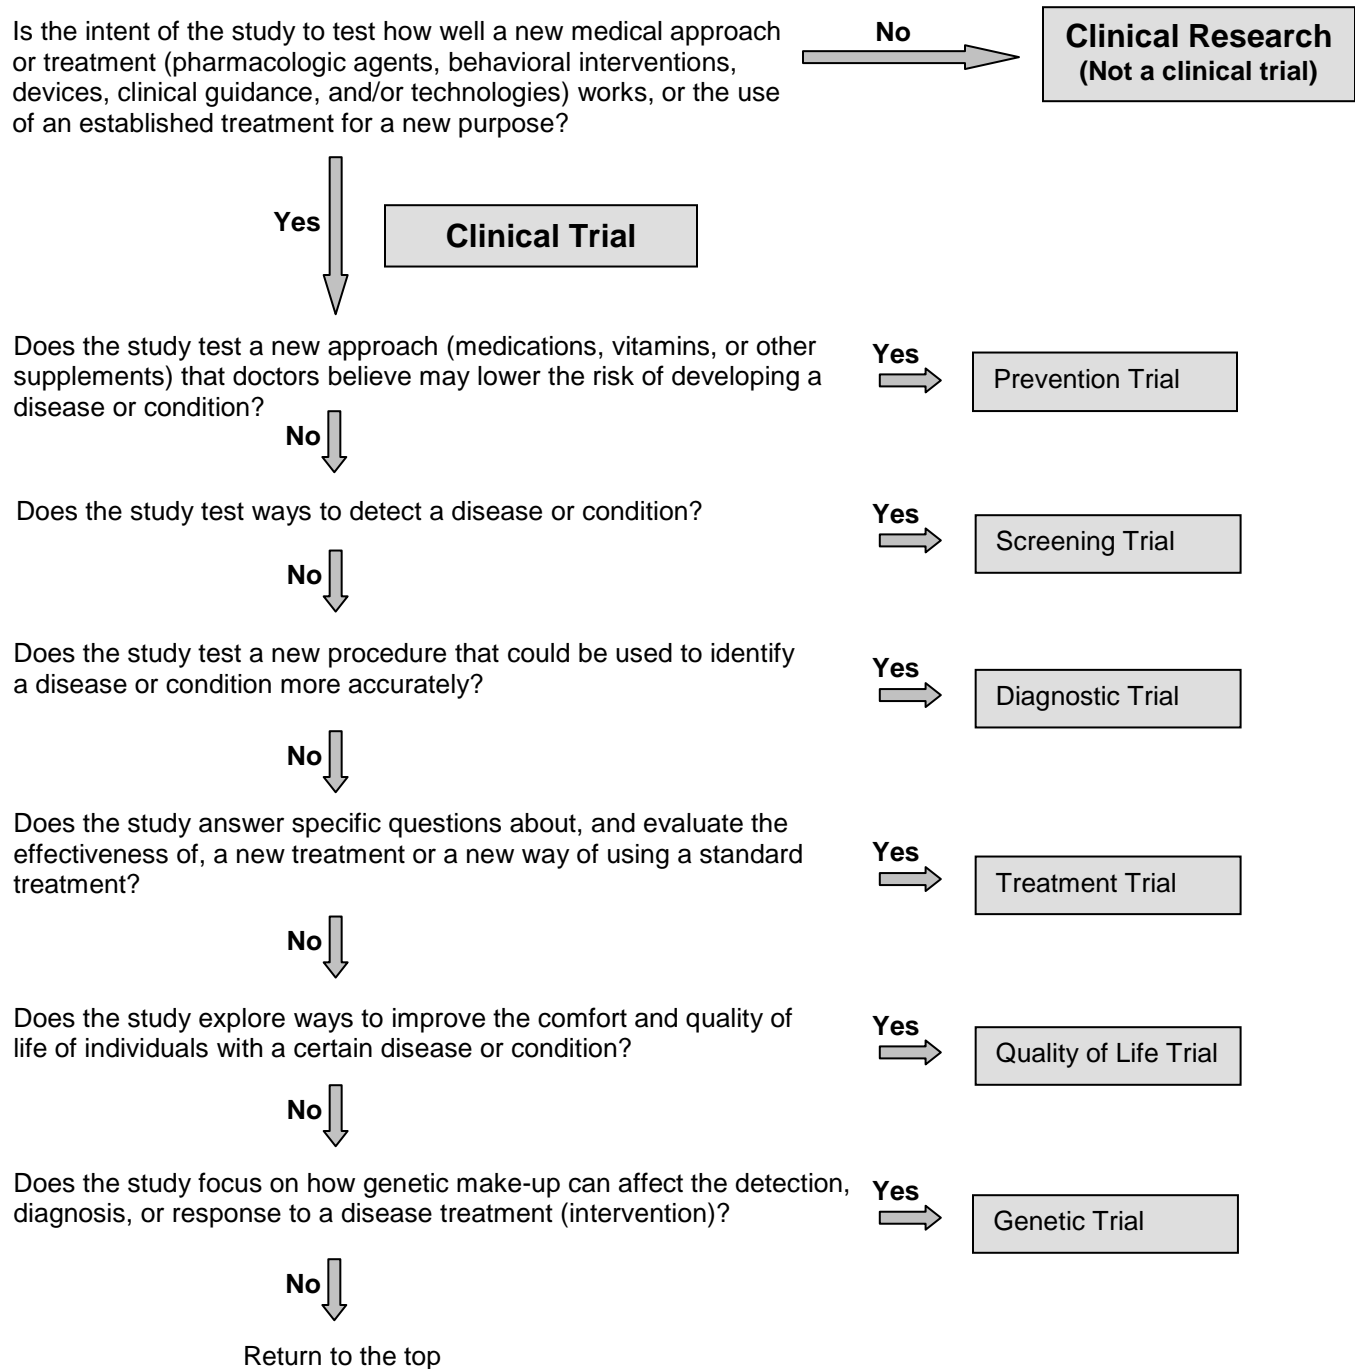 Is the intent of the study to test how well a new medical approach
or treatment (pharmacologic agents, behavioral interventions,
devices, clinical guidance, and/or technologies) works, or the use
of an established treatment for a new purpose?
No
Clinical Research
(Not a clinical trial)
Yes
Clinical Trial
Does the study test a new approach (medications, vitamins, or other
supplements) that doctors believe may lower the risk of developing a
disease or condition?
Yes
Prevention Trial
No
Does the study test ways to detect a disease or condition?
Yes
Screening Trial
No
Does the study test a new procedure that could be used to identify
a disease or condition more accurately?
Yes
Diagnostic Trial
No
Does the study answer specific questions about, and evaluate the
effectiveness of, a new treatment or a new way of using a standard
treatment?
Yes
Treatment Trial
No
Does the study explore ways to improve the comfort and quality of
life of individuals with a certain disease or condition?
Yes
Quality of Life Trial
No
Does the study focus on how genetic make-up can affect the detection,
diagnosis, or response to a disease treatment (intervention)?
Yes
Genetic Trial
No
Return to the top